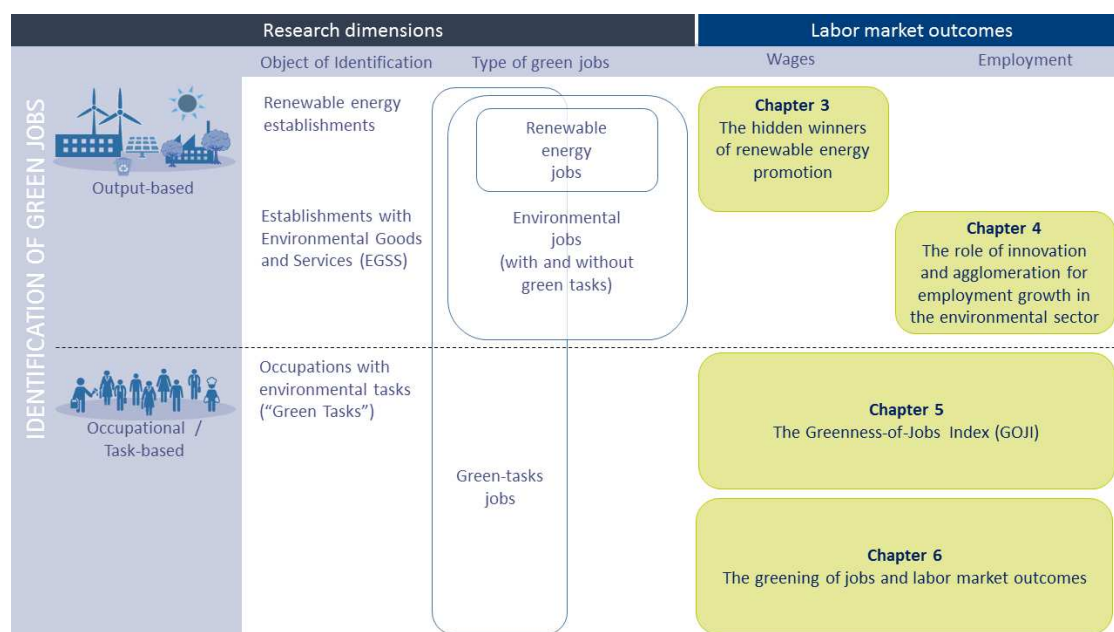 Research dimensions
Labor market outcomes
Object of Identification
Type of green jobs
Wages
Employment
IDENTIFICATION OF GREEN JOBS
Output-based
Renewable energy
establishments
Renewable
energy
jobs
Chapter 3
The hidden winners
of renewable energy
promotion
Establishments with
Environmental Goods
and Services (EGSS)
Environmental
jobs
(with and without
green tasks)
Chapter 4
The role of innovation
and agglomeration for
employment growth in
the environmental sector
Occupational /
Task-based
Occupations with
environmental tasks
(“Green Tasks”)
Green-tasks
jobs
Chapter 5
The Greenness-of-Jobs Index (GOJI)
Chapter 6
The greening of jobs and labor market outcomes